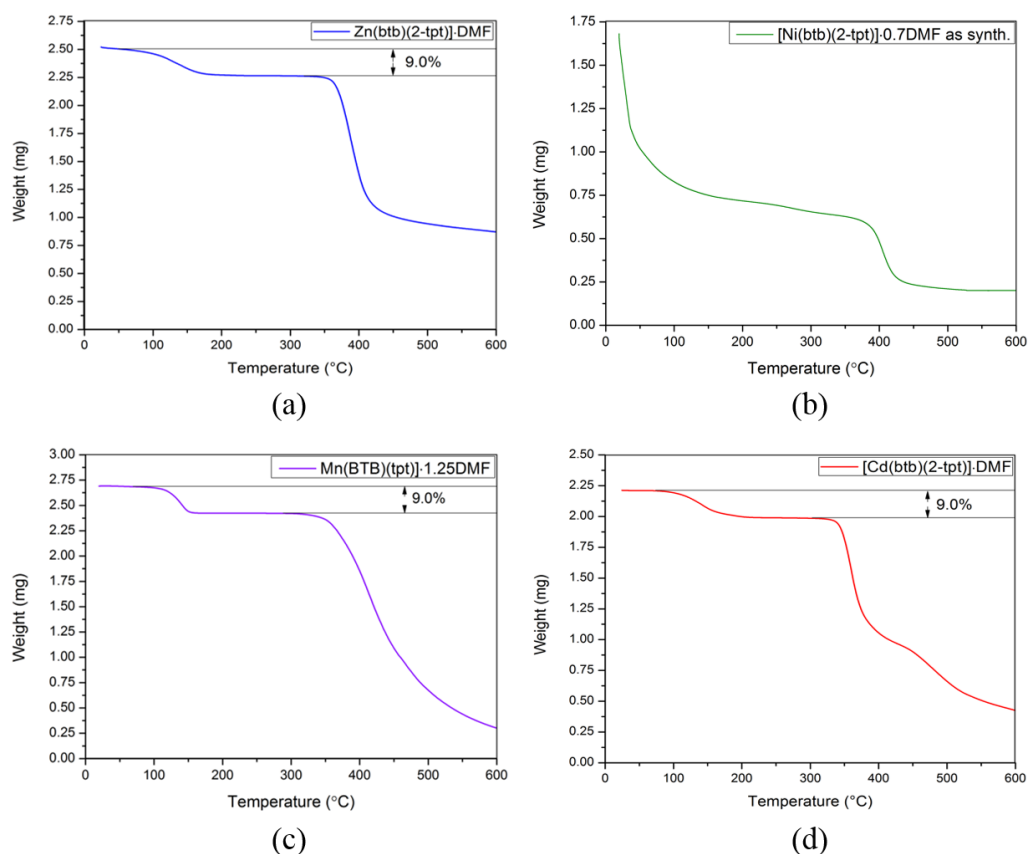 Zn(btb)(2-tpt)]·DMF
9.0%
Weight (mg)
2.75
2.50
2.25
2.00
1.75
1.50
1.25
1.00
0.75
0.50
0.25
0.00
0 100 200 300 400 500 600
Temperature (°C)
(a)
[Ni(btb)(2-tpt)]·0.7DMF as synth.
Weight (mg)
1.75
1.50
1.25
1.00
0.75
0.50
0.25
0.00
0 100 200 300 400 500 600
Temperature (°C)
(b)
Mn(BTB)(tpt)]·1.25DMF
9.0%
Weight (mg)
3.00
2.75
2.50
2.25
2.00
1.75
1.50
1.25
1.00
0.75
0.50
0.25
0.00
0 100 200 300 400 500 600
Temperature (°C)
(c)
[Cd(btb)(2-tpt)]·DMF
9.0%
Weight (mg)
2.50
2.25
2.00
1.75
1.50
1.25
1.00
0.75
0.50
0.25
0.00
0 100 200 300 400 500 600
Temperature (°C)
(d)